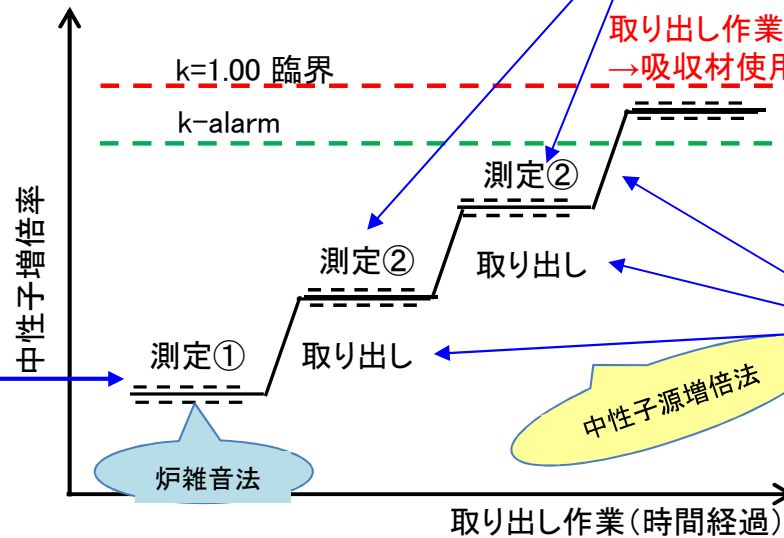 取り出し作業
→吸収材使用
k=1.00 臨界
k-alarm
測定②
測定②
取り出し
測定①
取り出し
中性子増倍率
中性子源増倍法
炉雑音法
取り出し作業(時間経過)